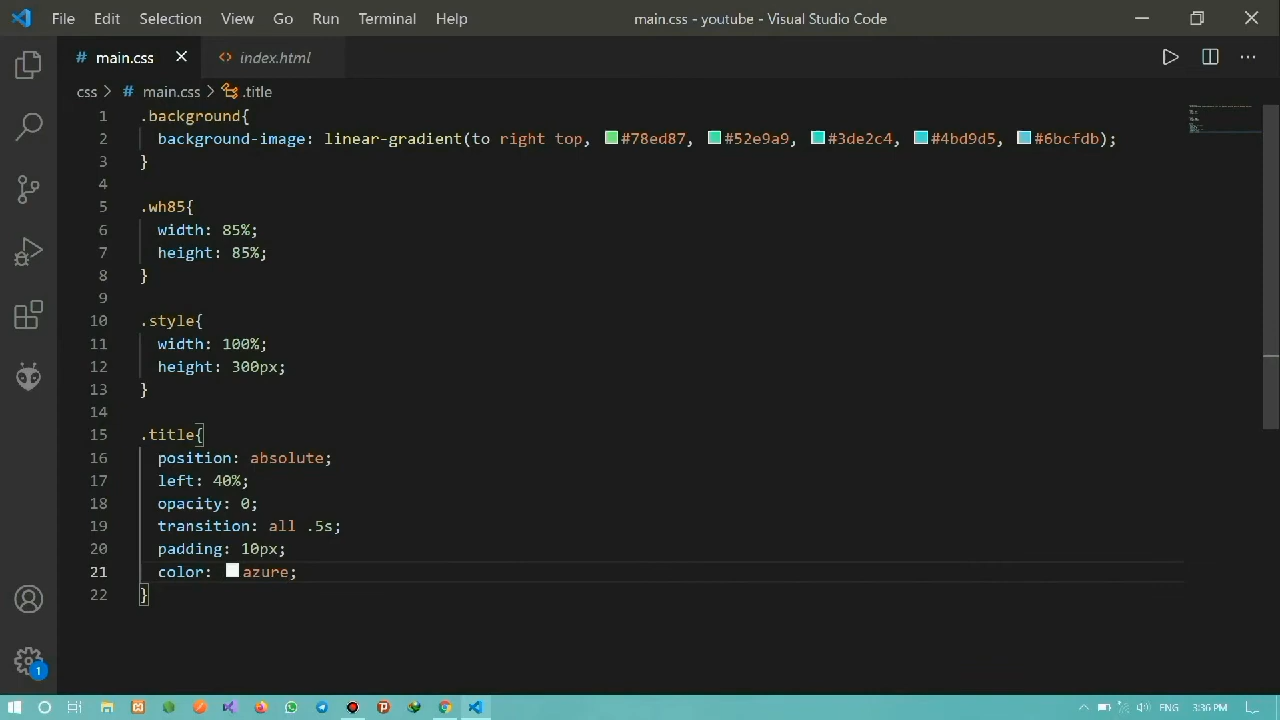 File Edit Selection View Go Run Terminal Help main.css - youtube - Visual Studio Code
# main.css <> index.html
css > # main.css > .title
1 .background{
2 background-image: linear-gradient(to right top, #78ed87, #52e9a9, #3de2c4, #4bd9d5, #6bcfdb);
3 }
4
5 .wh85{
6 width: 85%;
7 height: 85%;
8 }
9
10 .style{
11 width: 100%;
12 height: 300px;
13 }
14
15 .title{
16 position: absolute;
17 left: 40%;
18 opacity: 0;
19 transition: all .5s;
20 padding: 10px;
21 color: azure;
22 }
1
ENG 3:36 PM